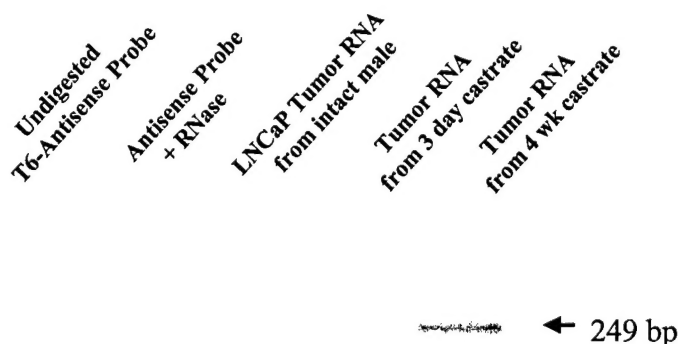 Undigested
T6-Antisense Probe
Antisense Probe
+ RNase
LNCaP Tumor RNA
from intact male
Tumor RNA
from 3 day castrate
Tumor RNA
from 4 wk castrate
249 bp